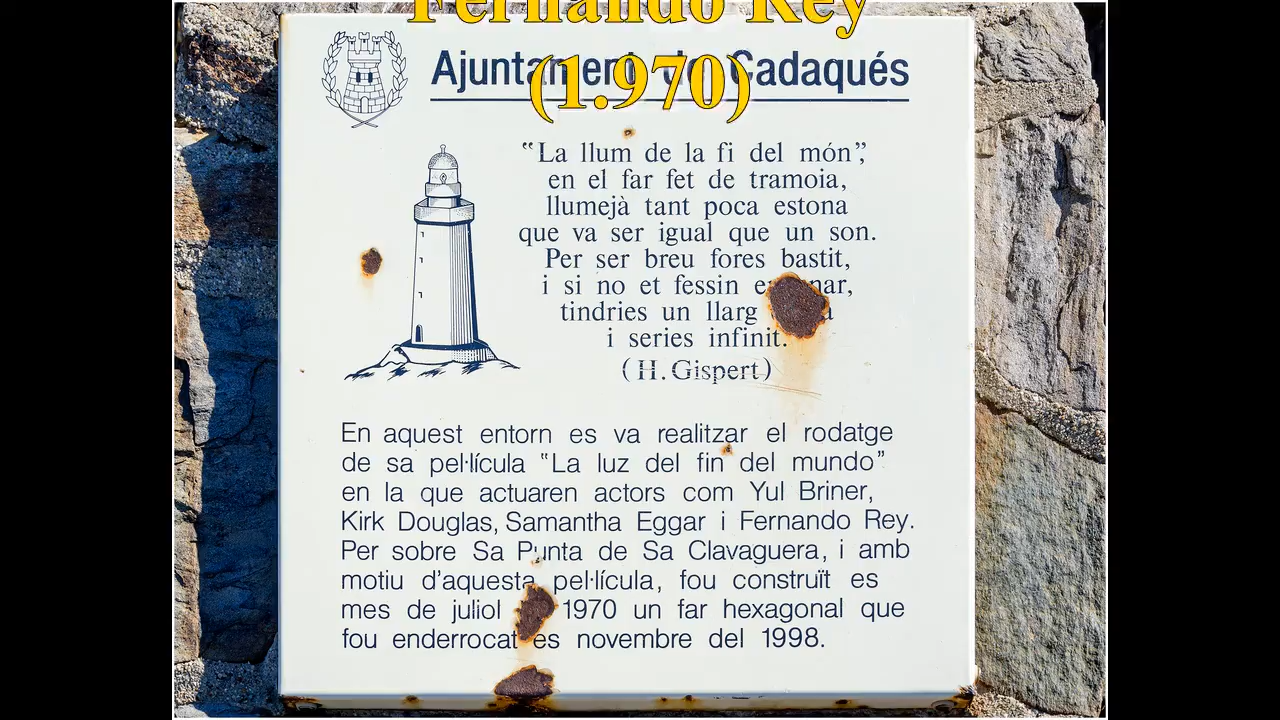 Fernando Rey
(1.970)
Ajuntament de Cadaqués
“La llum de la fi del món”,
en el far fet de tramoia,
llumejà tant poca estona
que va ser igual que un son.
Per ser breu fores bastit,
i si no et fessin
tindries un llarg
i series infinit.
(H. Gispert)
En aquest entorn es va realitzar el rodatge
de sa pel·lícula “La luz del fin del mundo”
en la que actuaren actors com Yul Briner,
Kirk Douglas, Samantha Eggar i Fernando Rey.
Per sobre Sa Punta de Sa Clavaguera, i amb
motiu d’aquesta pel·lícula, fou construït es
mes de juliol 1970 un far hexagonal que
fou enderrocat es novembre del 1998.